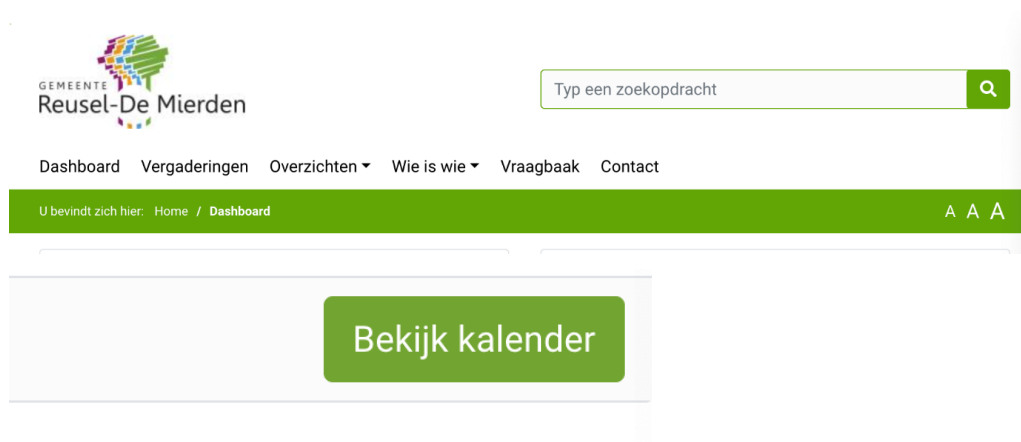 GEMEENTE
Reusel-De Mierden
Typ een zoekopdracht
Dashboard Vergaderingen Overzichten Wie is wie Vraagbaak Contact
U bevindt zich hier: Home / Dashboard A A A
Bekijk kalender